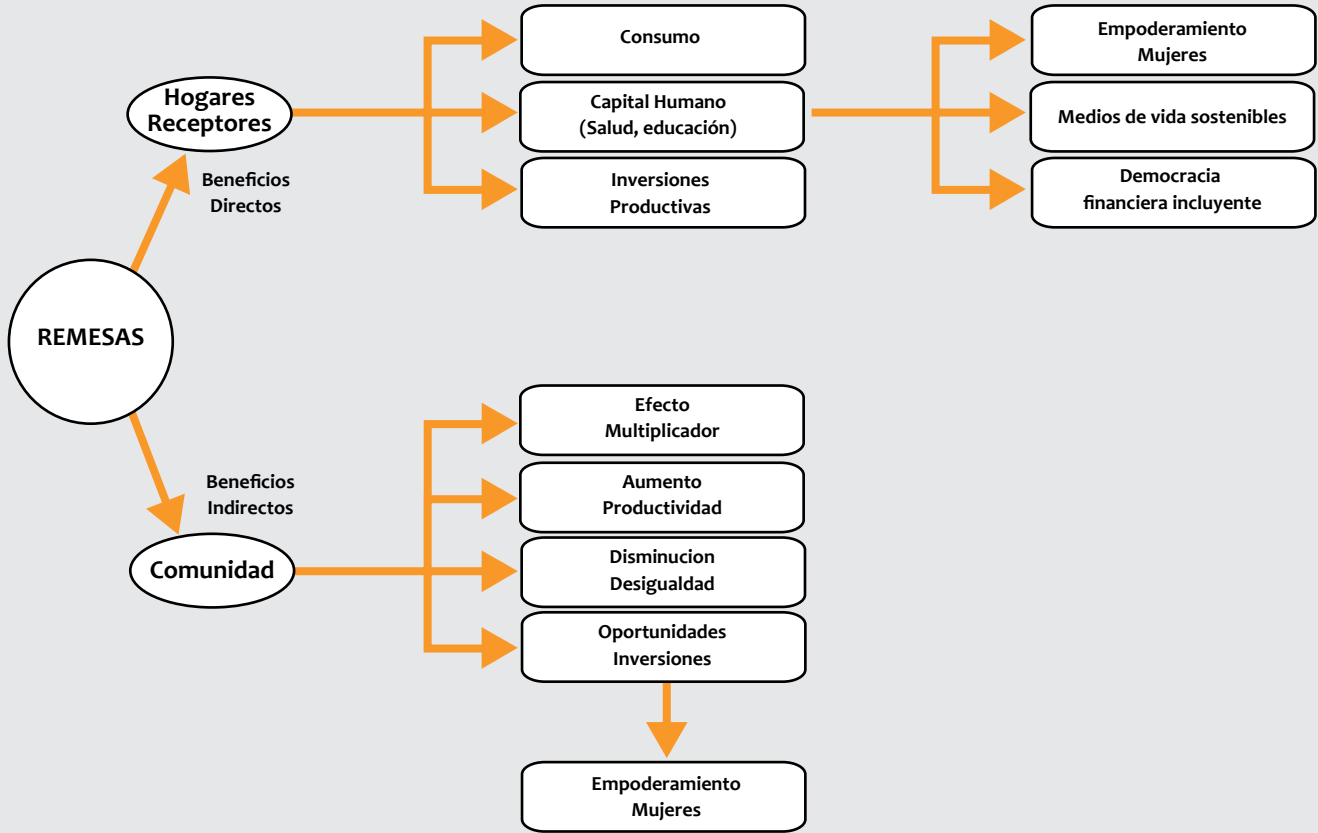 Hogares
Receptores
Beneficios
Directos
Consumo
Capital Humano
(Salud, educación)
Inversiones
Productivas
Empoderamiento
Mujeres
Medios de vida sostenibles
Democracia
financiera incluyente
REMESAS
Beneficios
Indirectos
Comunidad
Efecto
Multiplicador
Aumento
Productividad
Disminucion
Desigualdad
Oportunidades
Inversiones
Empoderamiento
Mujeres